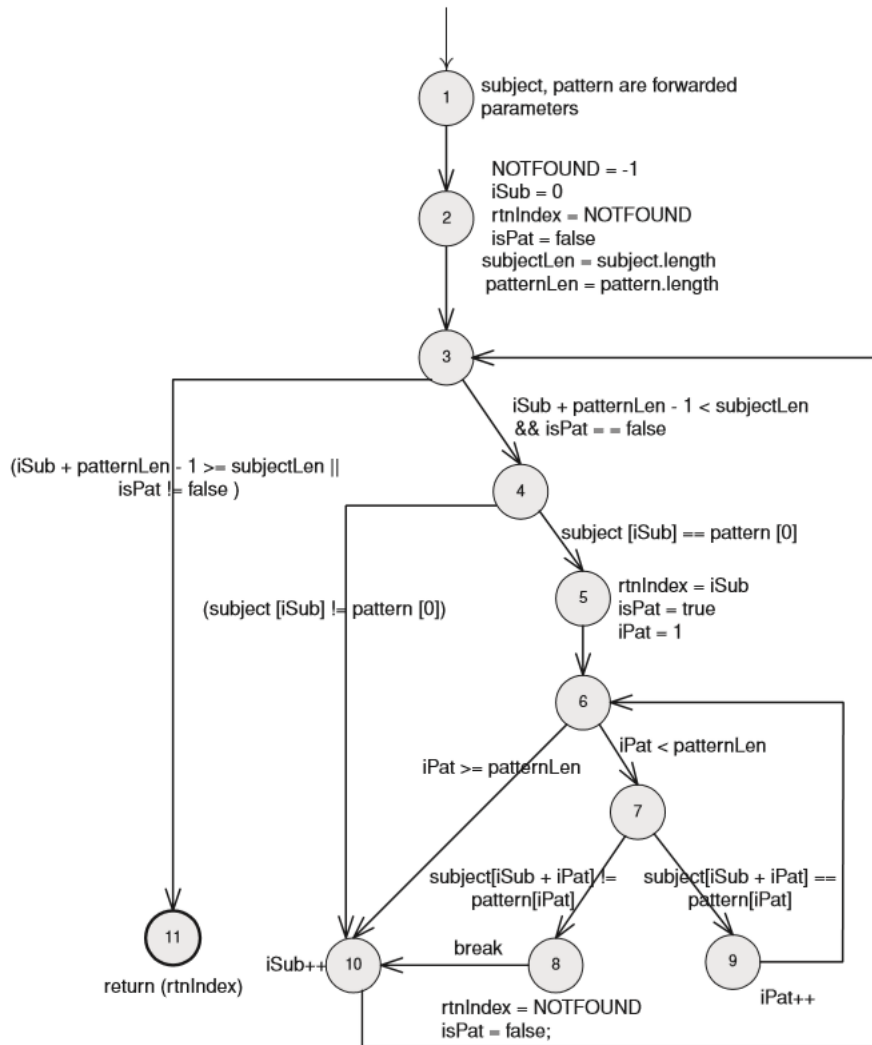 1
subject, pattern are forwarded
parameters
2
NOTFOUND = -1
iSub = 0
rtnIndex = NOTFOUND
isPat = false
subjectLen = subject.length
patternLen = pattern.length
3
iSub + patternLen - 1 < subjectLen
&& isPat = = false
(iSub + patternLen - 1 >= subjectLen ||
isPat != false )
4
subject [iSub] == pattern [0]
(subject [iSub] != pattern [0])
5
rtnIndex = iSub
isPat = true
iPat = 1
6
iPat >= patternLen
iPat < patternLen
7
subject[iSub + iPat] !=
pattern[iPat]
subject[iSub + iPat] ==
pattern[iPat]
11
return (rtnIndex)
iSub++
10
break
8
rtnIndex = NOTFOUND
isPat = false;
9
iPat++